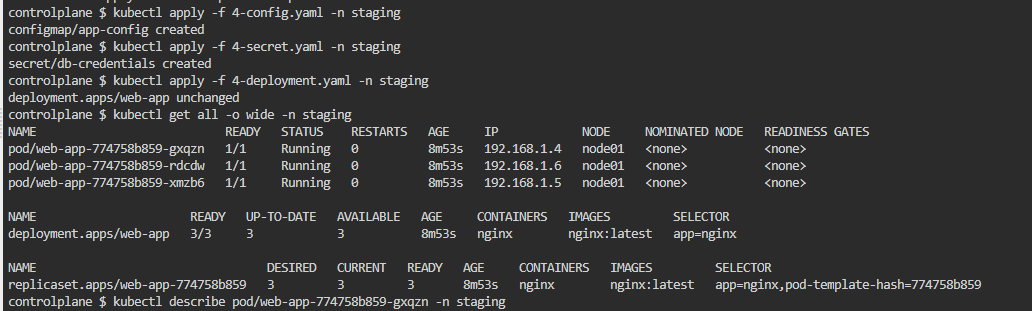 controlplane $ kubectl apply -f 4-config.yaml -n staging
configmap/app-config created
controlplane $ kubectl apply -f 4-secret.yaml -n staging
secret/db-credentials created
controlplane $ kubectl apply -f 4-deployment.yaml -n staging
deployment.apps/web-app unchanged
controlplane $ kubectl get all -o wide -n staging
NAME READY STATUS RESTARTS AGE IP NODE NOMINATED NODE READINESS GATES
pod/web-app-774758b859-gxqzn 1/1 Running 0 8m53s 192.168.1.4 node01 <none> <none>
pod/web-app-774758b859-rdcdw 1/1 Running 0 8m53s 192.168.1.6 node01 <none> <none>
pod/web-app-774758b859-xmzb6 1/1 Running 0 8m53s 192.168.1.5 node01 <none> <none>
NAME READY UP-TO-DATE AVAILABLE AGE CONTAINERS IMAGES SELECTOR
deployment.apps/web-app 3/3 3 3 8m53s nginx nginx:latest app=nginx
NAME DESIRED CURRENT READY AGE CONTAINERS IMAGES SELECTOR
replicaset.apps/web-app-774758b859 3 3 3 8m53s nginx nginx:latest app=nginx,pod-template-hash=774758b859
controlplane $ kubectl describe pod/web-app-774758b859-gxqzn -n staging